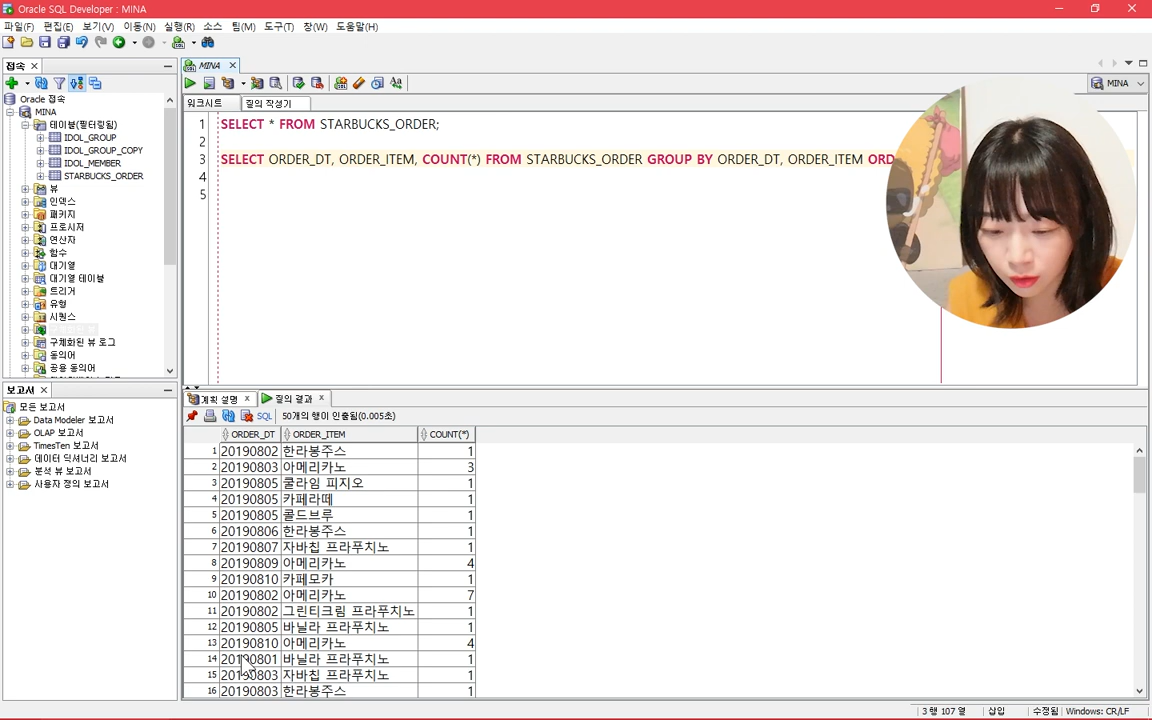 Oracle SQL Developer : MINA
파일(F) 편집(E) 보기(V) 이동(N) 실행(R) 소스 팀(M) 도구(T) 창(W) 도움말(H)
접속
MINA
MINA
Oracle 접속
워크시트 질의 작성기
MINA
테이블(필터링됨)
IDOL_GROUP
IDOL_GROUP_COPY
IDOL_MEMBER
STARBUCKS_ORDER
뷰
인덱스
패키지
프로시저
연산자
함수
대기열
대기열 테이블
트리거
유형
시퀀스
구체화된 뷰
구체화된 뷰 로그
동의어
공용 동의어
1 SELECT * FROM STARBUCKS_ORDER;
2
3 SELECT ORDER_DT, ORDER_ITEM, COUNT(*) FROM STARBUCKS_ORDER GROUP BY ORDER_DT, ORDER_ITEM ORD
4
5
보고서
모든 보고서
Data Modeler 보고서
OLAP 보고서
TimesTen 보고서
데이터 딕셔너리 보고서
분석 뷰 보고서
사용자 정의 보고서
계획 설명 질의 결과
SQL 50개의 행이 인출됨(0.005초)
ORDER_DT ORDER_ITEM COUNT(*)
1 20190802 한라봉주스 1
2 20190803 아메리카노 3
3 20190805 쿨라임 피지오 1
4 20190805 카페라떼 1
5 20190805 콜드브루 1
6 20190806 한라봉주스 1
7 20190807 자바칩 프라푸치노 1
8 20190809 아메리카노 4
9 20190810 카페모카 1
10 20190802 아메리카노 7
11 20190802 그린티크림 프라푸치노 1
12 20190805 바닐라 프라푸치노 1
13 20190810 아메리카노 4
14 20190801 바닐라 프라푸치노 1
15 20190803 자바칩 프라푸치노 1
16 20190803 한라봉주스 1
3 행 107 열 삽입 수정됨 Windows: CR/LF